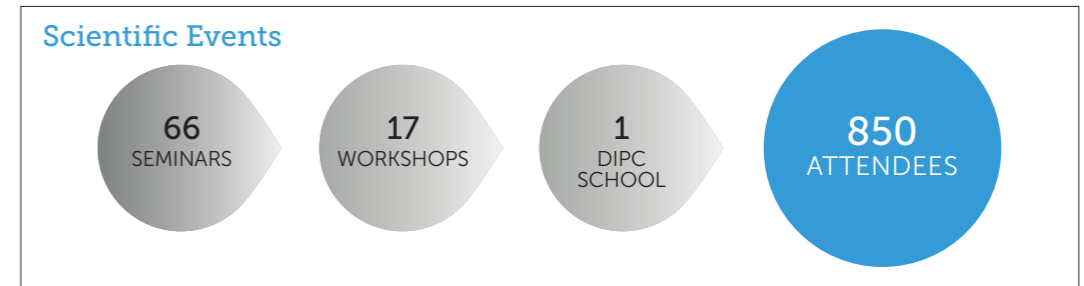 Scientific Events
66
SEMINARS
17
WORKSHOPS
1
DIPC
SCHOOL
850
ATTENDEES